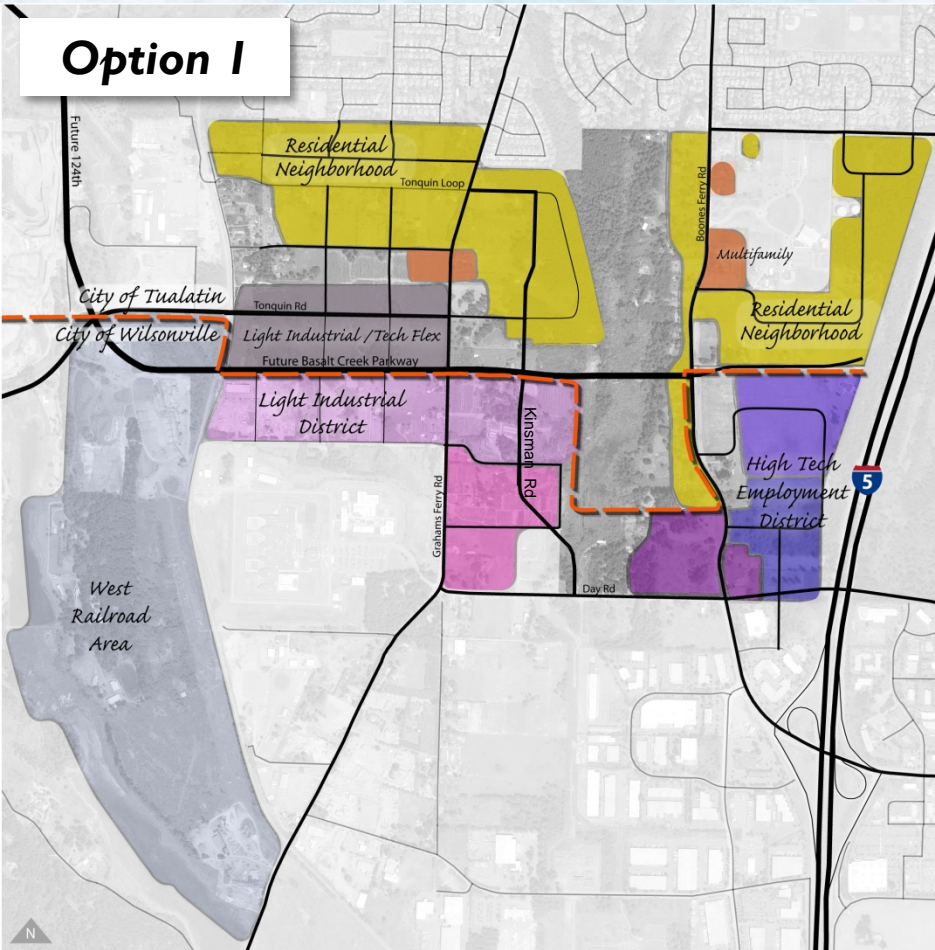 Option 1
Future 124th
Residential
Neighborhood
Tonquin Loop
Boones Ferry Rd
Multifamily
City of Tualatin
City of Wilsonville
Tonquin Rd
Light Industrial /Tech Flex
Future Basalt Creek Parkway
Residential
Neighborhood
Light Industrial
District
Kinsman Rd
Grahams Ferry Rd
High Tech
Employment
District
5
West
Railroad
Area
Day Rd
N